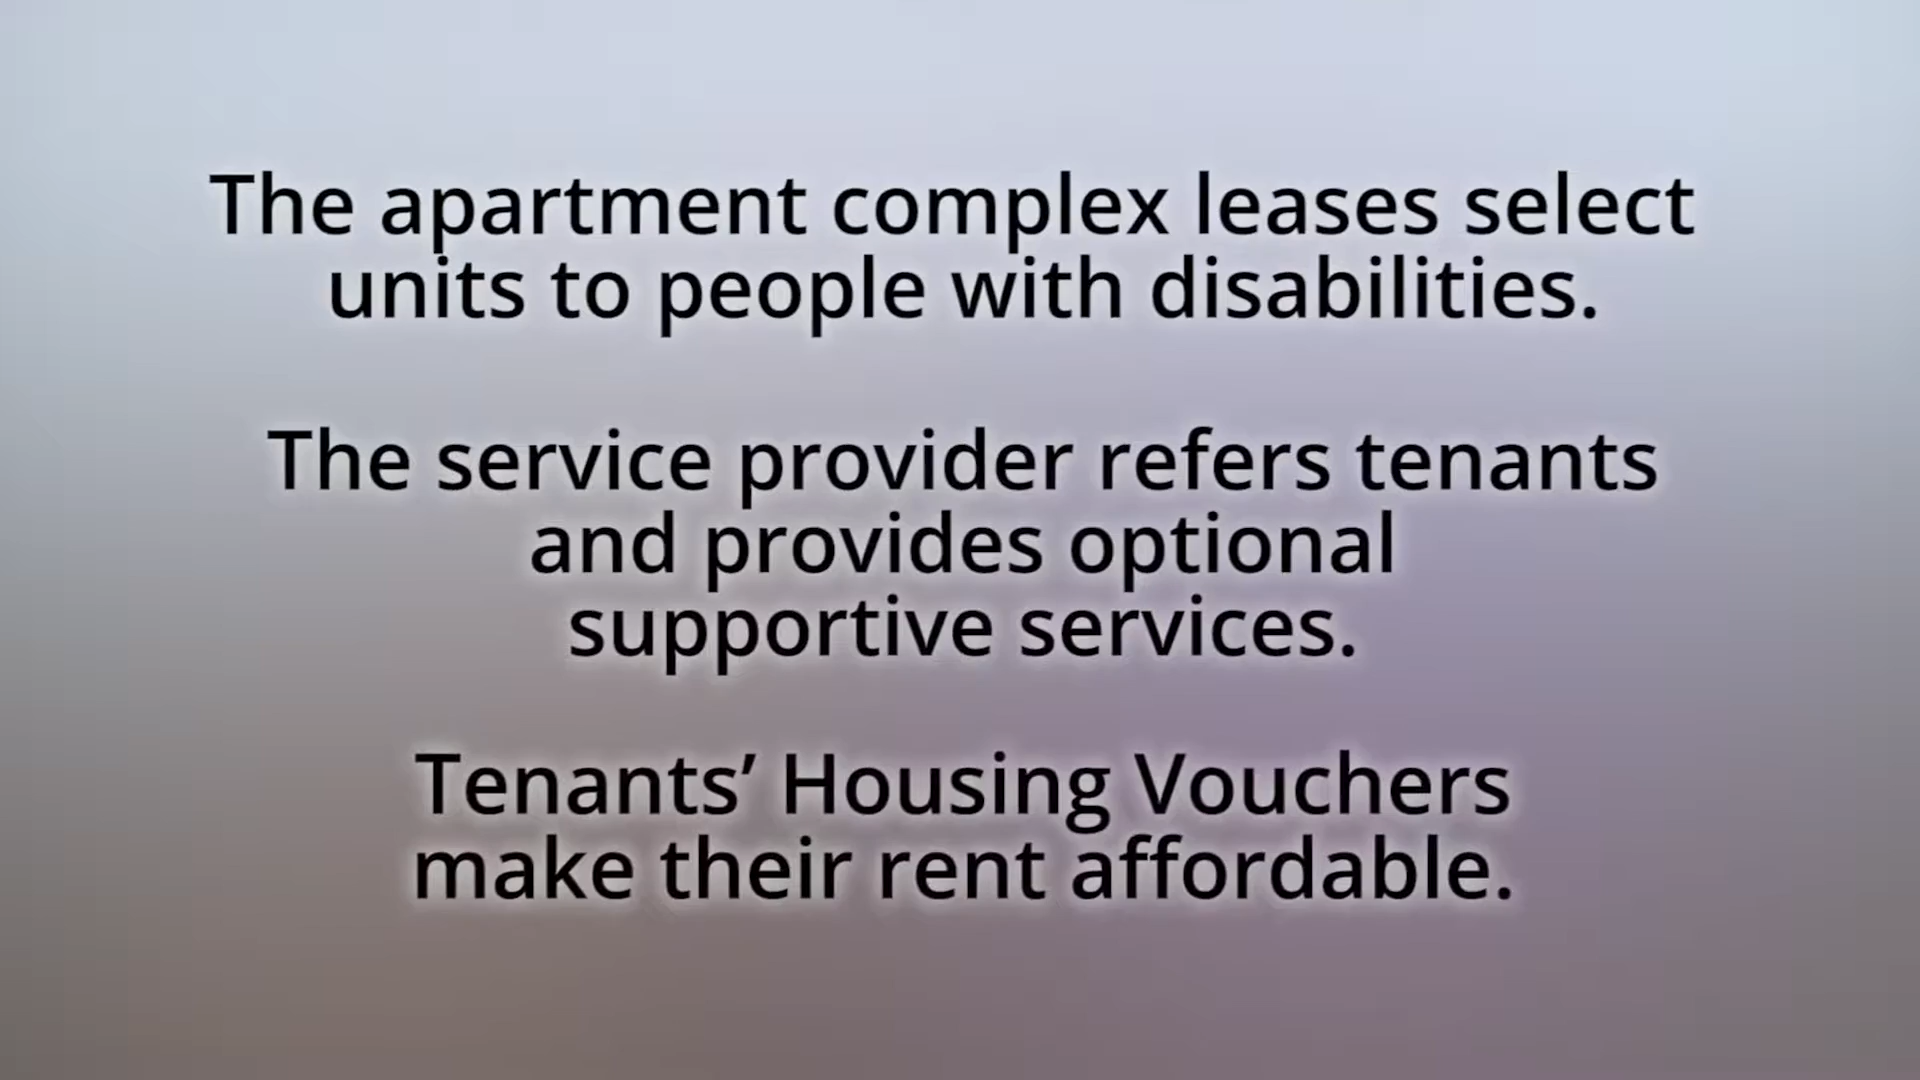 The apartment complex leases select
units to people with disabilities.
The service provider refers tenants
and provides optional
supportive services.
Tenants’ Housing Vouchers
make their rent affordable.